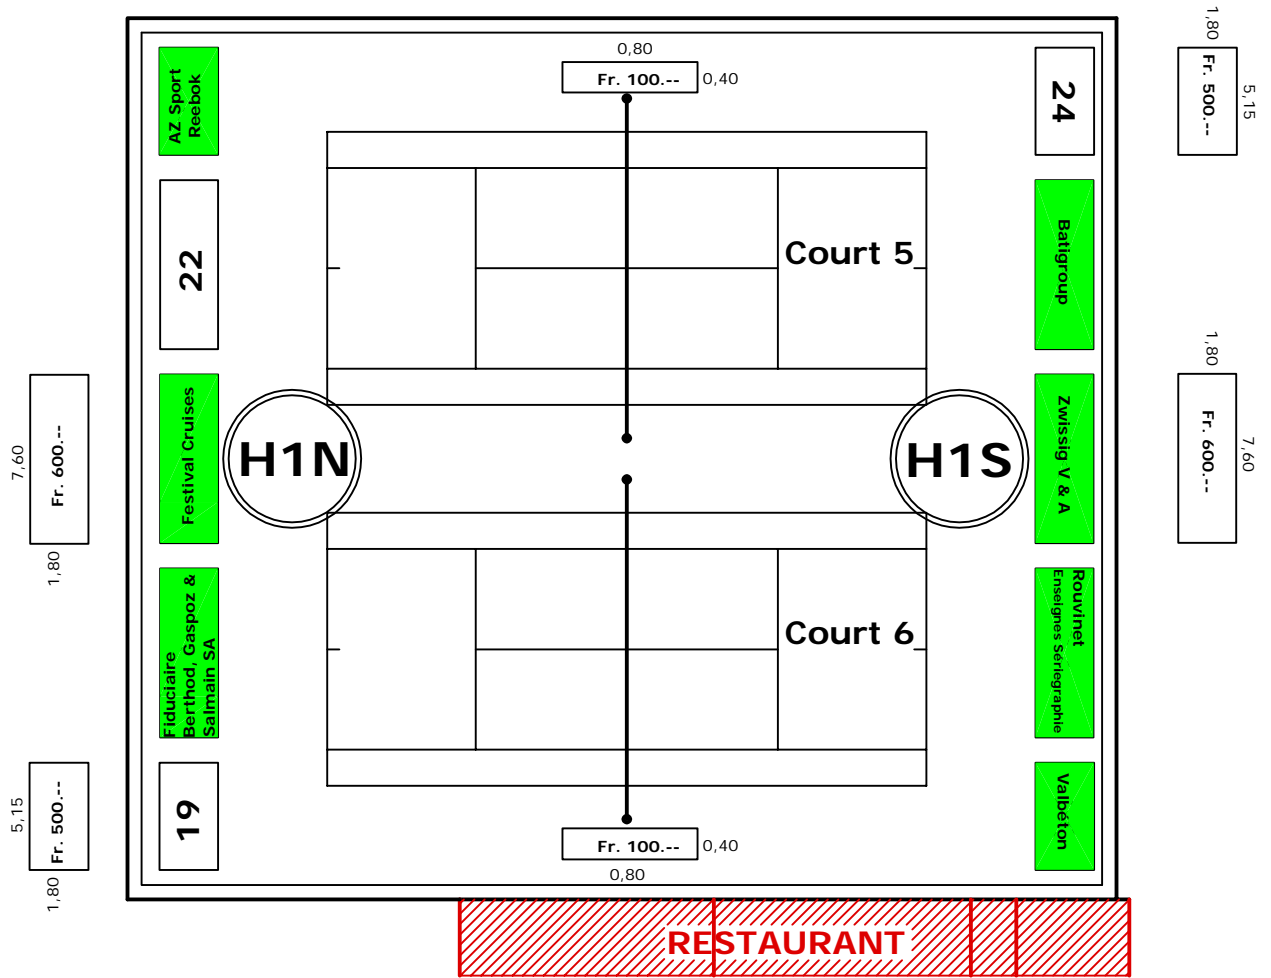 0,80
Fr. 100.--
0,40
AZ Sport
Reebok
22
Festival Cruises
Fiduciaire
Berthod, Gaspoz &
Salmain SA
19
7,60
Fr. 600.--
1,80
5,15
Fr. 500.--
1,80
H1N
Court 5
H1S
Court 6
24
Batigroup
Zwissig V & A
Rouvinet
Enseignes Sériegraphie
Valbéton
1,80
Fr. 500.--
5,15
1,80
Fr. 600.--
7,60
Fr. 100.--
0,40
0,80
RESTAURANT